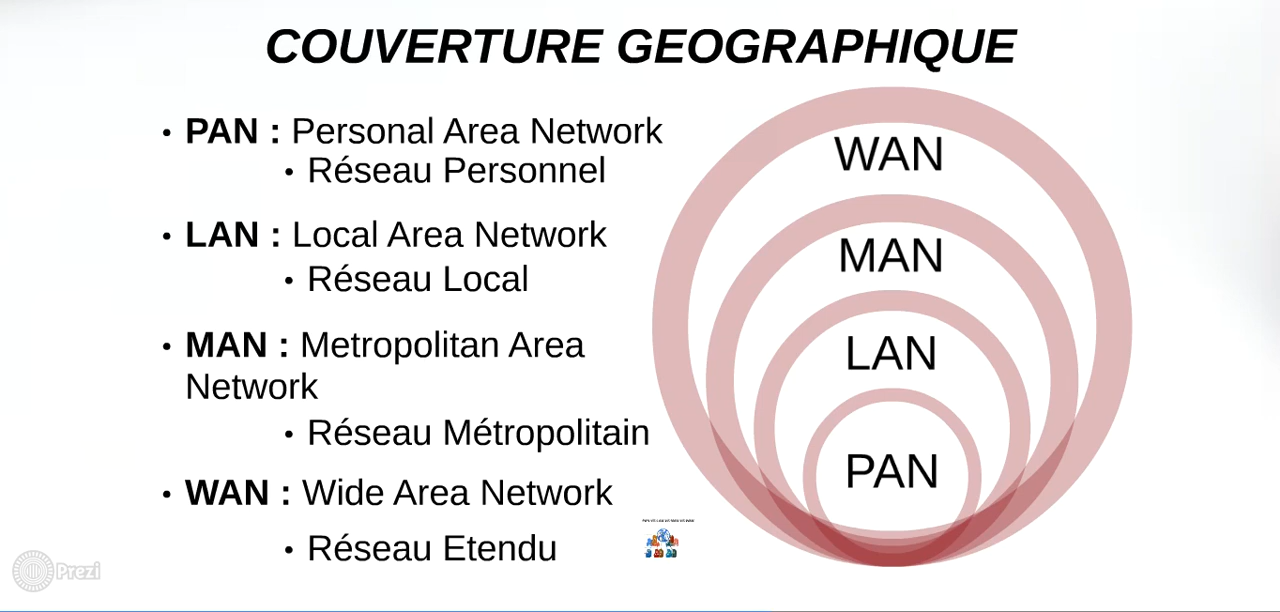 COUVERTURE GEOGRAPHIQUE
• PAN : Personal Area Network
• Réseau Personnel
• LAN : Local Area Network
• Réseau Local
• MAN : Metropolitan Area
Network
• Réseau Métropolitain
• WAN : Wide Area Network
• Réseau Etendu
WAN
MAN
LAN
PAN
Prezi